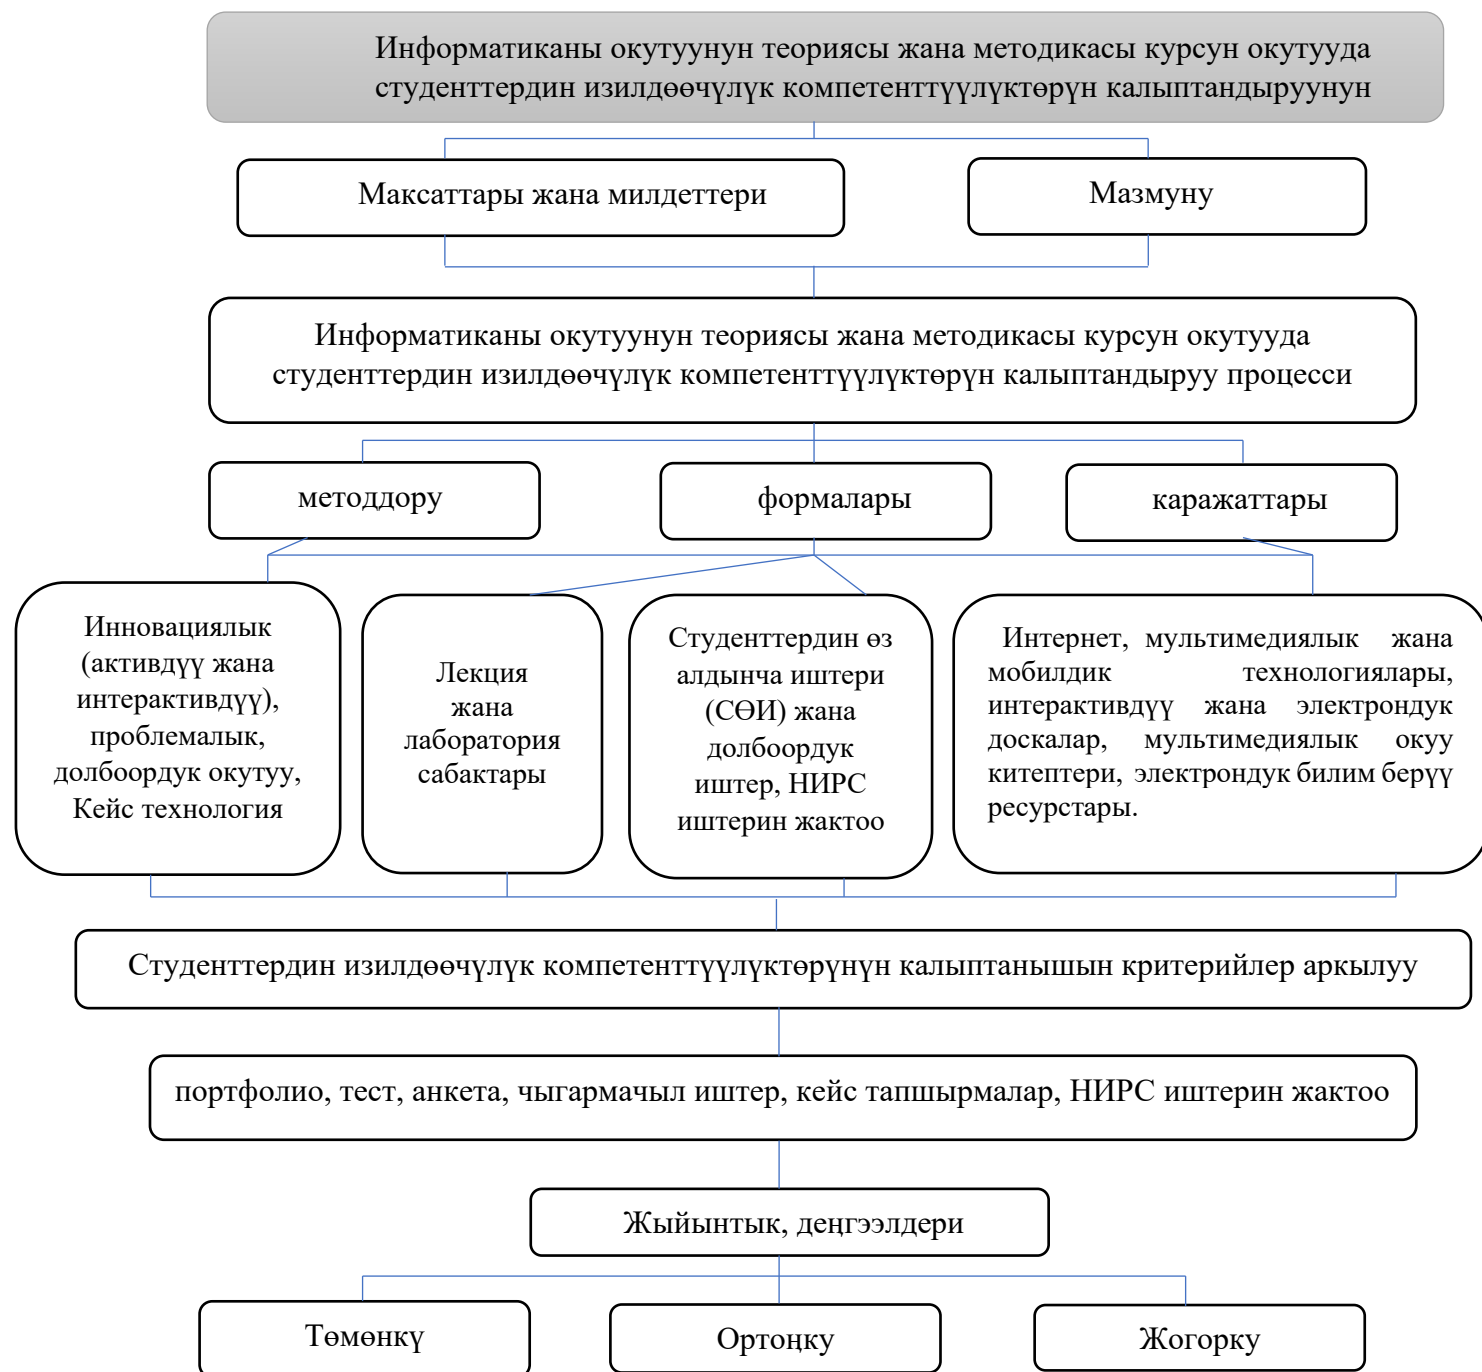 Информатиканы окутуунун теориясы жана методикасы курсун окутууда
студенттердин изилдөөчүлүк компетенттүүлүктөрүн калыптандыруунун
Максаттары жана милдеттери
Мазмуну
Информатиканы окутуунун теориясы жана методикасы курсун окутууда
студенттердин изилдөөчүлүк компетенттүүлүктөрүн калыптандыруу процесси
методдору
формалары
каражаттары
Инновациялык
(активдүү жана
интерактивдүү),
проблемалык,
долбоордук окутуу,
Кейс технология
Лекция
жана
лаборатория
сабактары
Студенттердин өз
алдынча иштери
(СӨИ) жана
долбоордук
иштер, НИРС
иштерин жактоо
Интернет, мультимедиялык жана
мобилдик технологиялары,
интерактивдүү жана электрондук
доскалар, мультимедиялык окуу
китептери, электрондук билим берүү
ресурстары.
Студенттердин изилдөөчүлүк компетенттүүлүктөрүнүн калыптанышын критерийлер аркылуу
портфолио, тест, анкета, чыгармачыл иштер, кейс тапшырмалар, НИРС иштерин жактоо
Жыйынтык, деңгээлдери
Төмөнкү
Ортоңку
Жогорку